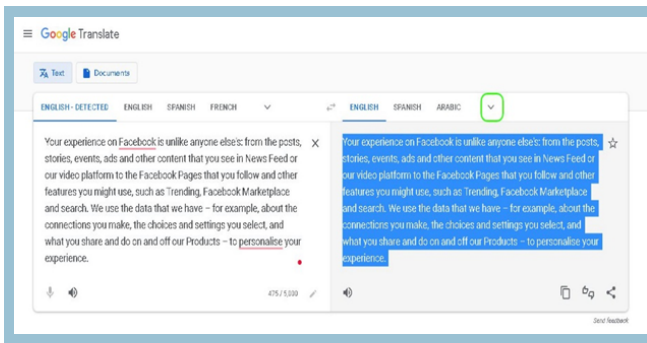 Google Translate
Text Documents
ENGLISH - DETECTED ENGLISH SPANISH FRENCH ENGLISH SPANISH ARABIC
Your experience on Facebook is unlike anyone else's: from the posts,
stories, events, ads and other content that you see in News Feed or
our video platform to the Facebook Pages that you follow and other
features you might use, such as Trending, Facebook Marketplace
and search. We use the data that we have – for example, about the
connections you make, the choices and settings you select, and
what you share and do on and off our Products – to personalise your
experience.
475/5,000
Your experience on Facebook is unlike anyone else's: from the posts,
stories, events, ads and other content that you see in News Feed or
our video platform to the Facebook Pages that you follow and other
features you might use, such as Trending, Facebook Marketplace
and search. We use the data that we have – for example, about the
connections you make, the choices and settings you select, and
what you share and do on and off our Products – to personalise your
experience.
Send feedback